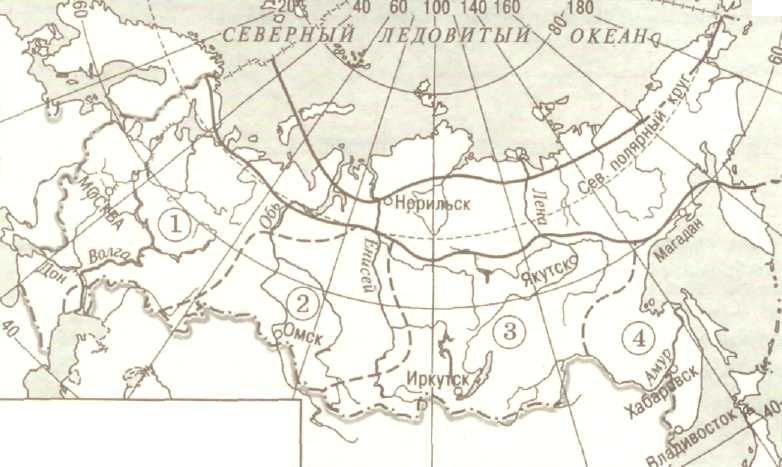 20
40 60 100 140 160
180
СЕВЕРНЫЙ ЛЕДОВИТЫЙ ОКЕАН
80
60
60
Сев. полярный круг
МОСКВА
Обь
Норильск
Лена
1
Енисей
Магадан
Дон
Волга
Якутск
2
Омск
3
4
40
Иркутск
Амур
Хабаровск
Владивосток
40